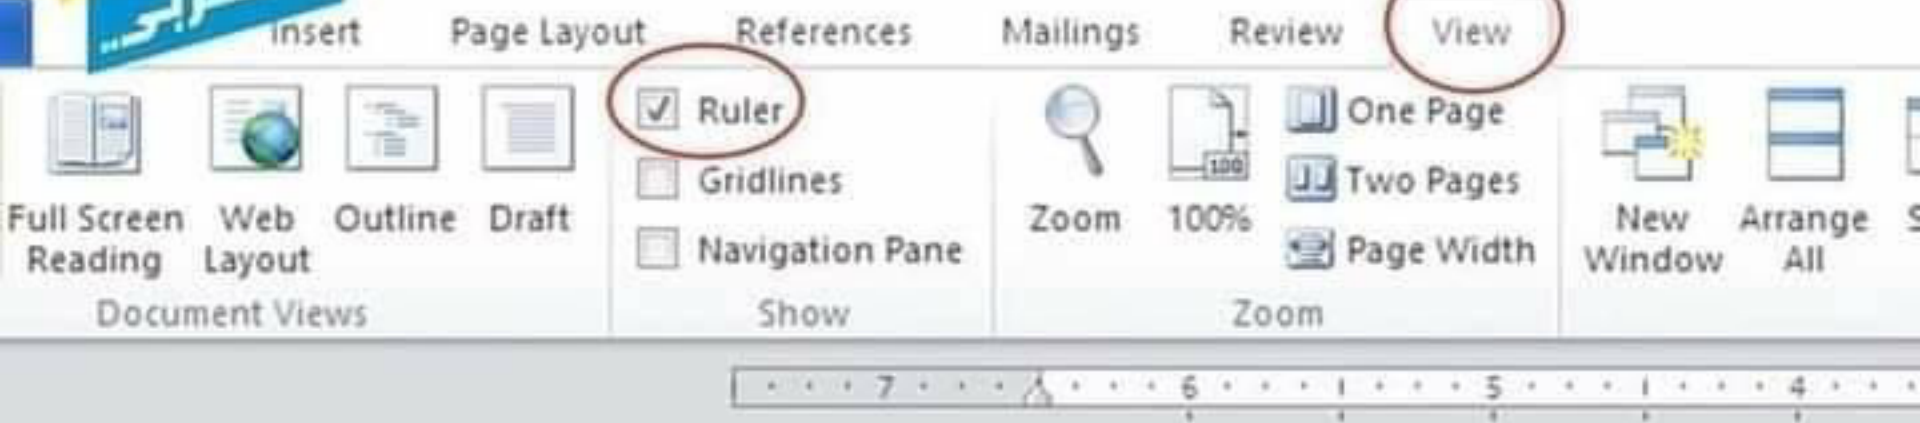 Insert Page Layout References Mailings Review View
Full Screen Reading
Web Layout
Outline
Draft
Document Views
Ruler
Gridlines
Navigation Pane
Show
Zoom
100
100%
One Page
Two Pages
Page Width
Zoom
New Window
Arrange All
7 6 5 4